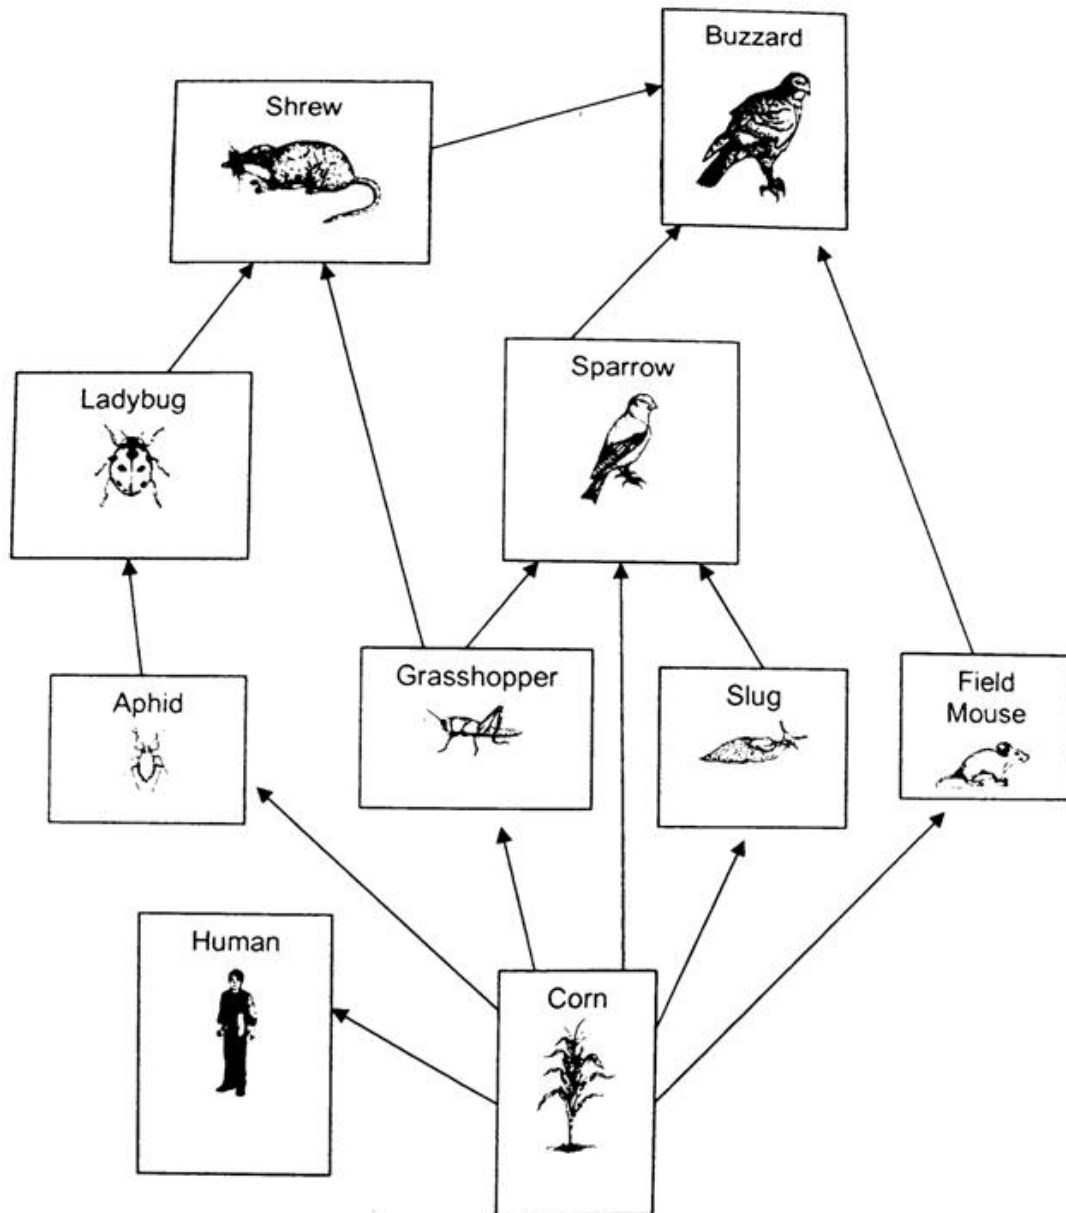 Buzzard
Shrew
Sparrow
Ladybug
Grasshopper
Slug
Field
Mouse
Aphid
Human
Corn